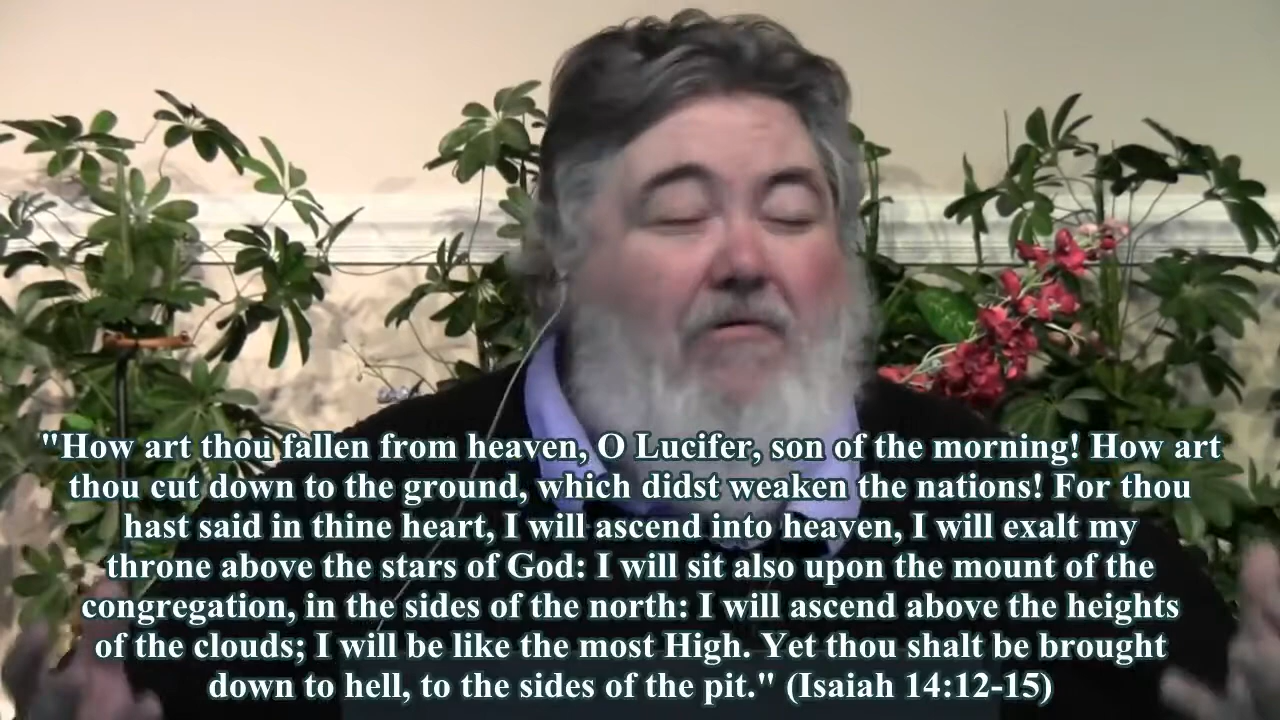 "How art thou fallen from heaven, O Lucifer, son of the morning! How art
thou cut down to the ground, which didst weaken the nations! For thou
hast said in thine heart, I will ascend into heaven, I will exalt my
throne above the stars of God: I will sit also upon the mount of the
congregation, in the sides of the north: I will ascend above the heights
of the clouds; I will be like the most High. Yet thou shalt be brought
down to hell, to the sides of the pit." (Isaiah 14:12-15)